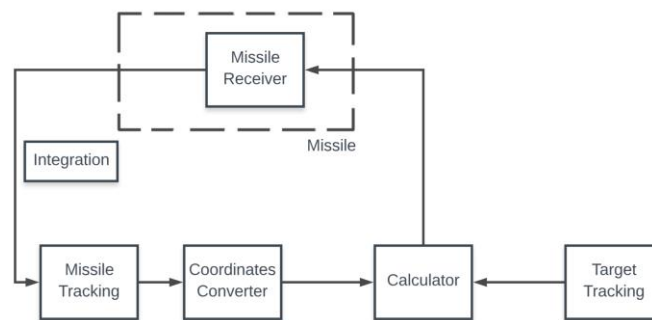 Missile
Receiver
Missile
Integration
Missile
Tracking
Coordinates
Converter
Calculator
Target
Tracking